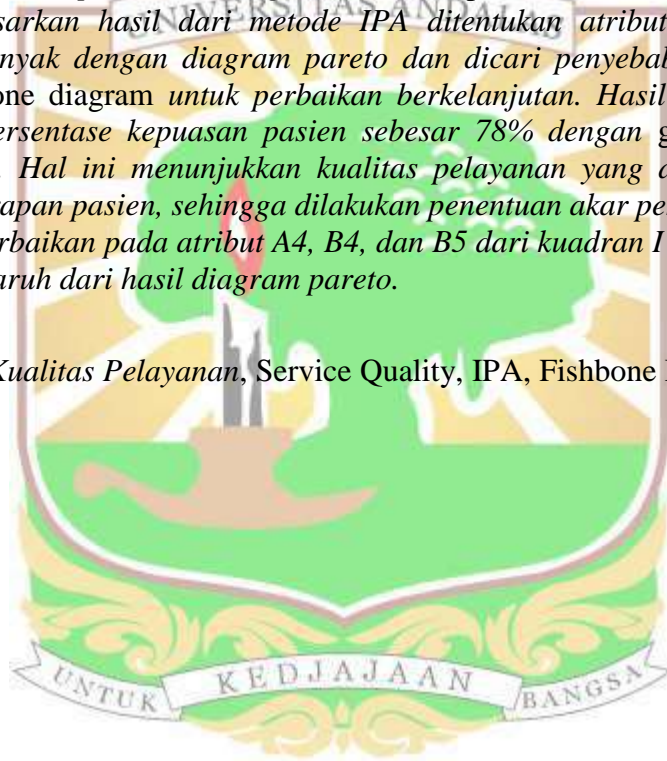 UNIVERSITAS ANDALAS
sarkan hasil dari metode IPA ditentukan atribut
nyak dengan diagram pareto dan dicari penyebab
one diagram untuk perbaikan berkelanjutan. Hasil
ersentase kepuasan pasien sebesar 78% dengan g
. Hal ini menunjukkan kualitas pelayanan yang d
apan pasien, sehingga dilakukan penentuan akar pe
rbaikan pada atribut A4, B4, dan B5 dari kuadran I
aruh dari hasil diagram pareto.
Kualitas Pelayanan, Service Quality, IPA, Fishbone
UNTUK KEDJAJAAN BANGSA